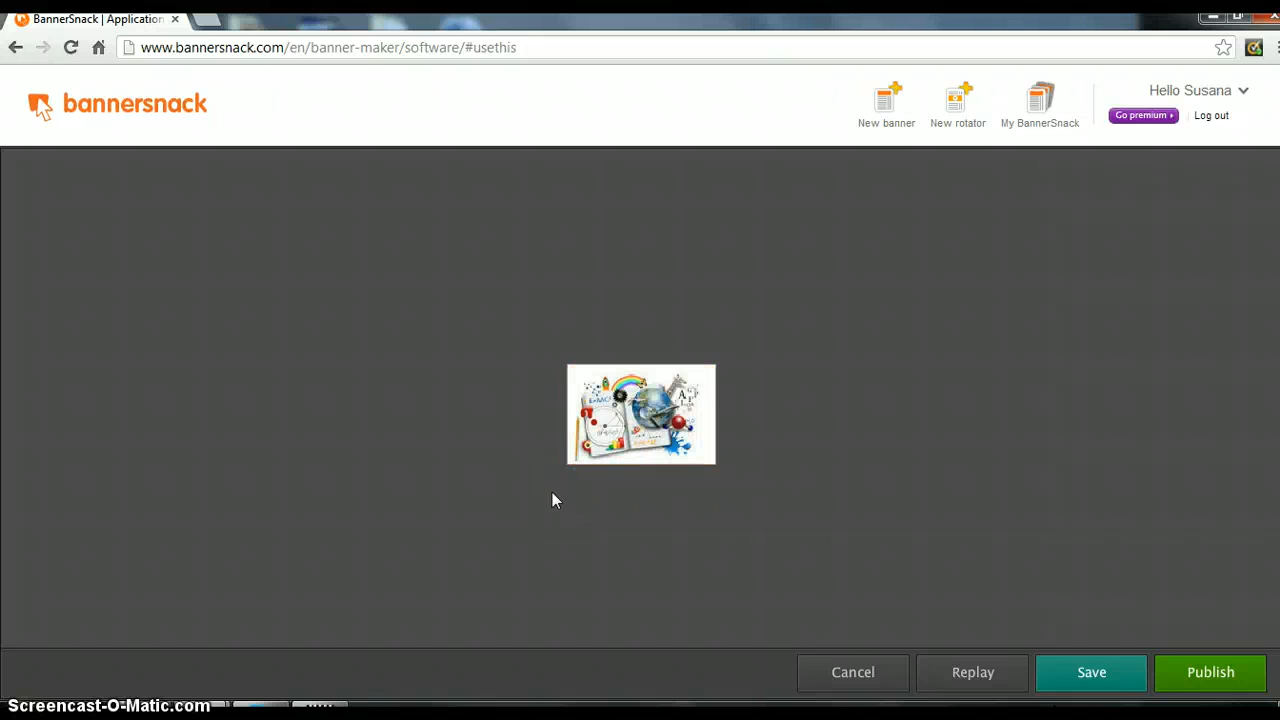 BannerSnack | Application
www.bannersnack.com/en/banner-maker/software/#usethis
bannersnack
New banner
New rotator
My BannerSnack
Hello Susana
Go premium
Log out
A
Cancel
Replay
Save
Publish
Screencast-O-Matic.com